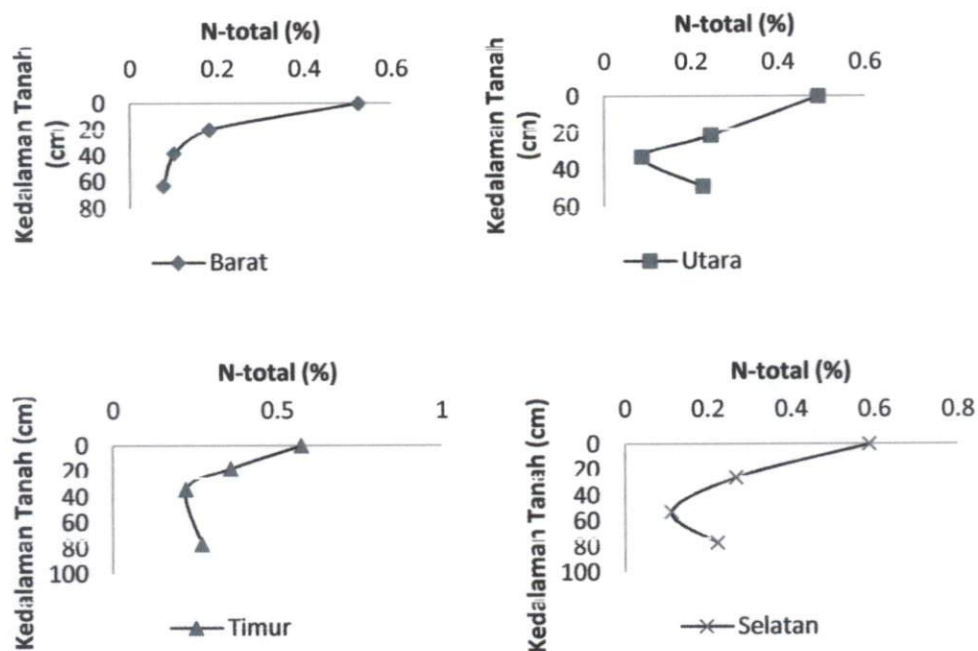 N-total (%)
0 0.2 0.4 0.6
Kedalaman Tanah
(cm)
0
20
40
60
80
Barat
N-total (%)
0 0.2 0.4 0.6
Kedalaman Tanah
(cm)
0
20
40
60
Utara
N-total (%)
0 0.5 1
Kedalaman Tanah (cm)
0
20
40
60
80
100
Timur
N-total (%)
0 0.2 0.4 0.6 0.8
Kedalaman Tanah (cm)
0
20
40
60
80
100
Selatan